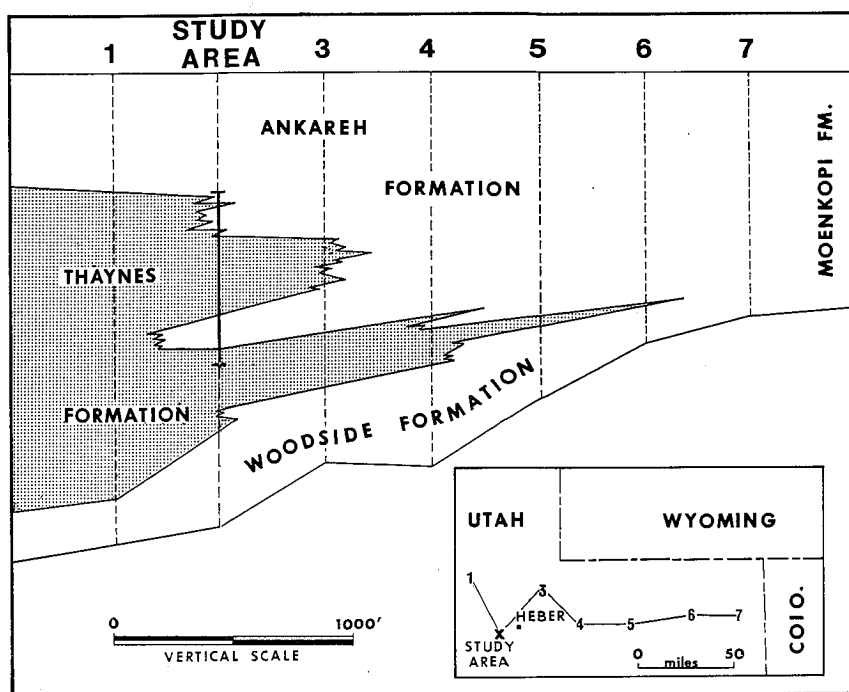 STUDY
AREA
1 3 4 5 6 7
ANKAREH
FORMATION
MOENKOPI FM.
THAYNES
FORMATION
WOODSIDE FORMATION
0 1000'
VERTICAL SCALE
UTAH WYOMING
COIO.
1
3
HEBER
4 5 6 7
X
STUDY
AREA
0 50
miles